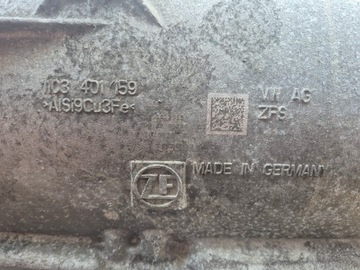 1103 401 159
>AlSi9Cu3Fe<
VW AG
ZFS
MADE IN GERMANY
ZF